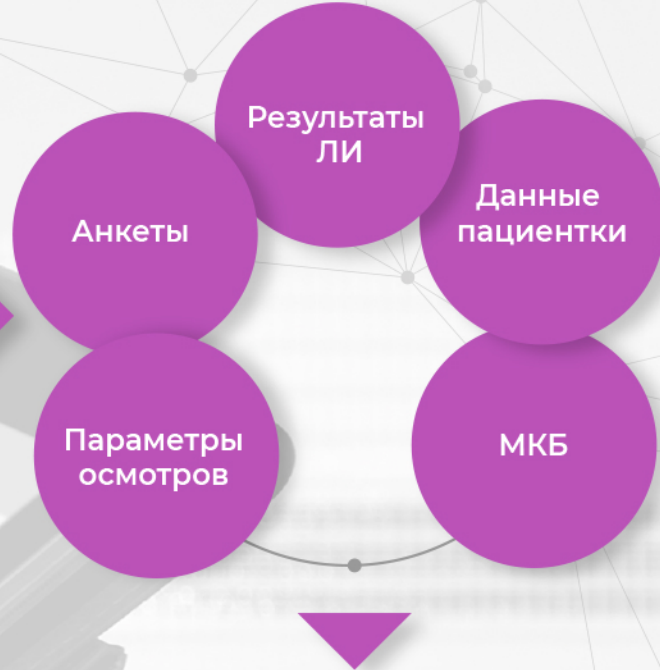 Результаты
ЛИ
Анкеты
Данные
пациентки
Параметры
осмотров
МКБ